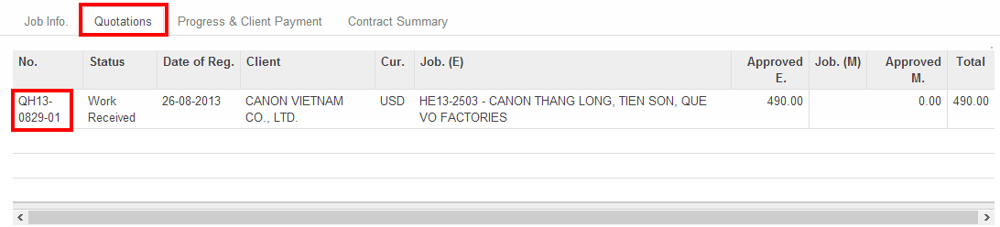 Job Info. Quotations Progress & Client Payment Contract Summary
No. Status Date of Reg. Client Cur. Job. (E) Approved E. Job. (M) Approved M. Total
QH13- Work 26-08-2013 CANON VIETNAM USD HE13-2503 - CANON THANG LONG, TIEN SON, QUE 490.00 0.00 490.00
0829-01 Received CO., LTD. VO FACTORIES